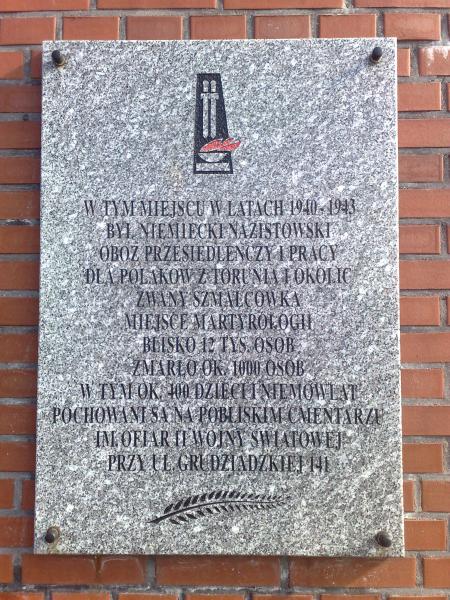 W TYM MIEJSCU W LATACH 1940-1943
BYŁ NIEMIECKI NAZISTOWSKI
OBÓZ PRZESIEDLEŃCZY I PRACY
DLA POLAKÓW Z TORUNIA I OKOLIC
ZWANY SZMALCÓWKĄ
MIEJSCE MARTYROLOGII
BLISKO 12 TYS. OSÓB
ZMARŁO OK. 1000 OSÓB
W TYM OK. 400 DZIECI I NIEMOWLĄT
POCHOWANI SĄ NA POBLISKIM CMENTARZU
IM. OFIAR II WOJNY ŚWIATOWEJ
PRZY UL. GRUDZIĄDZKIEJ 141